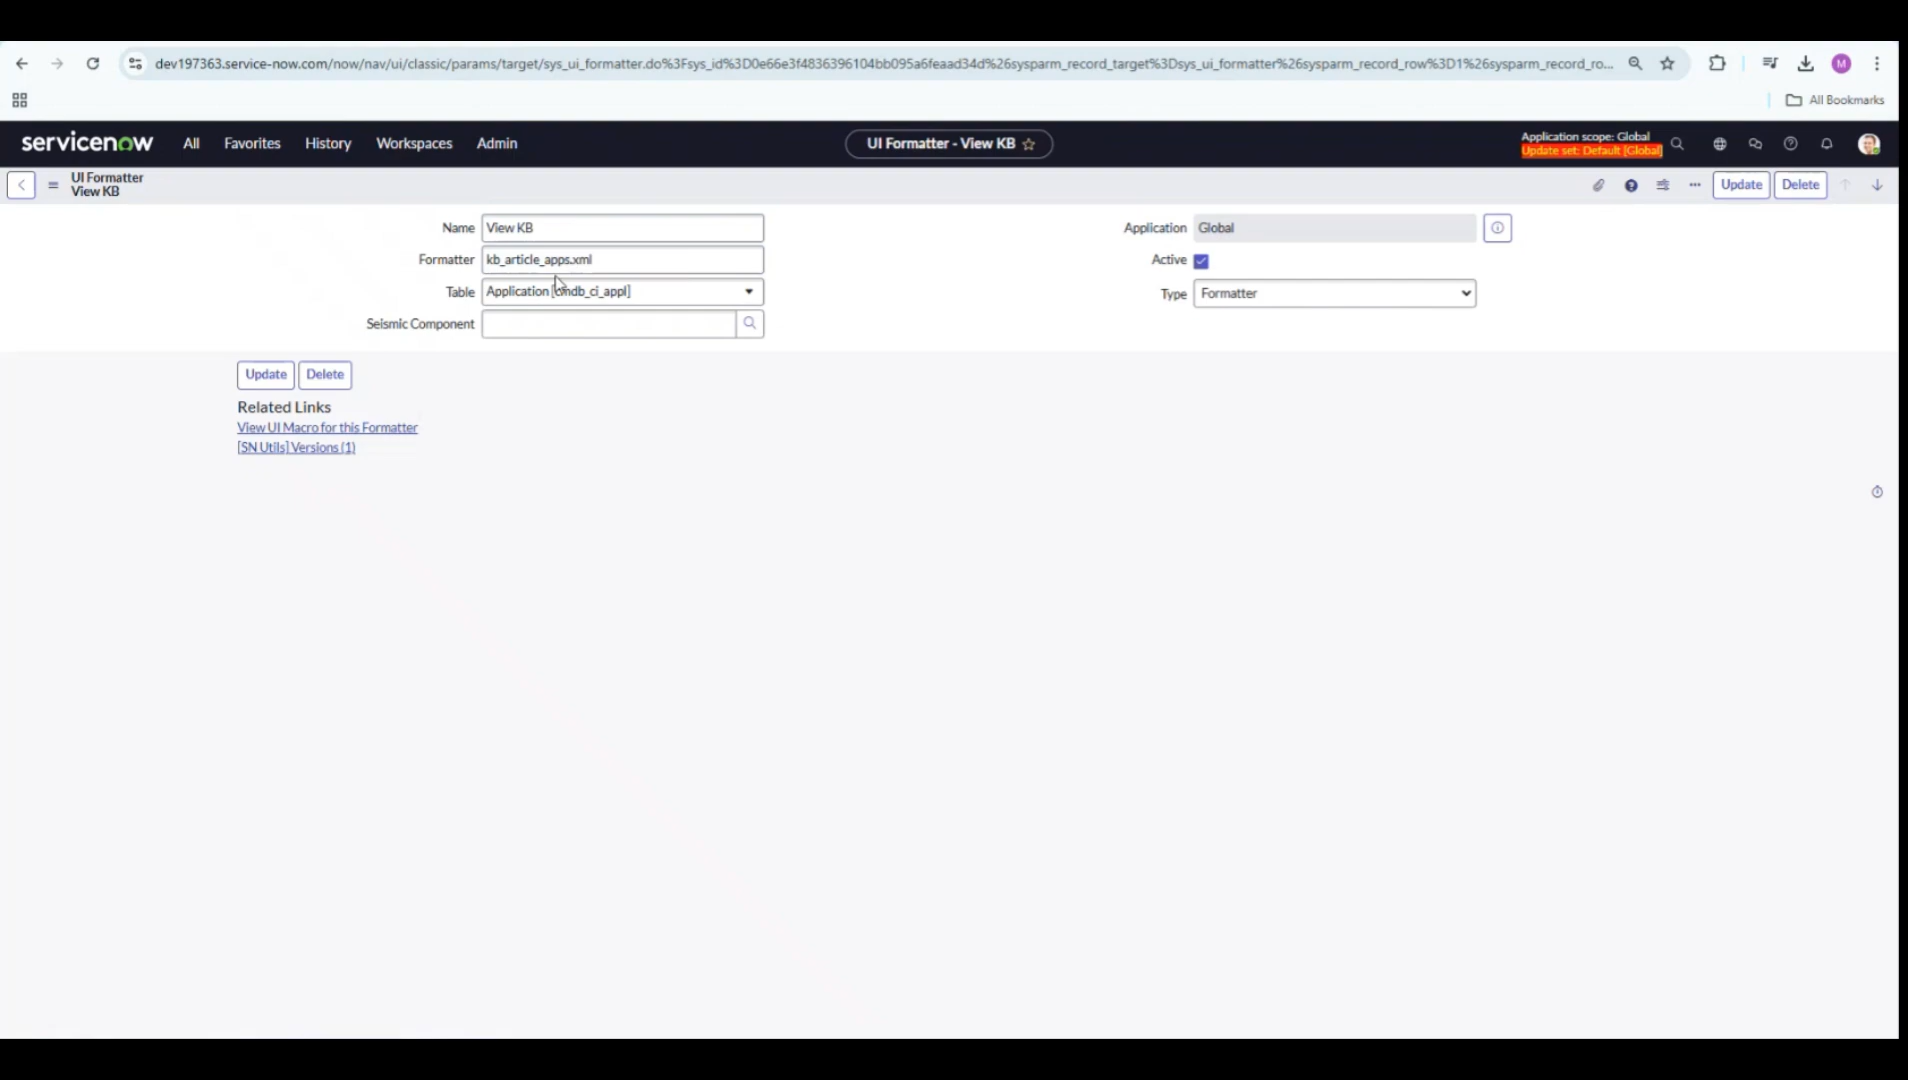 dev197363.service-now.com/now/nav/ui/classic/params/target/sys_ui_formatter.do%3Fsys_id%3D0e66e3f4836396104bb095a6feaad34d%26sysparm_record_target%3Dsys_ui_formatter%26sysparm_record_row%3D1%26sysparm_record_ro...
M
All Bookmarks
servicenow All Favorites History Workspaces Admin
UI Formatter - View KB
Application scope: Global
Update set: Default [Global]
UI Formatter
View KB
Update Delete
Name View KB
Application Global
Formatter kb_article_apps.xml
Active
Table Application [cmdb_ci_appl]
Type Formatter
Seismic Component
Update Delete
Related Links
View UI Macro for this Formatter
[SN Utils] Versions (1)